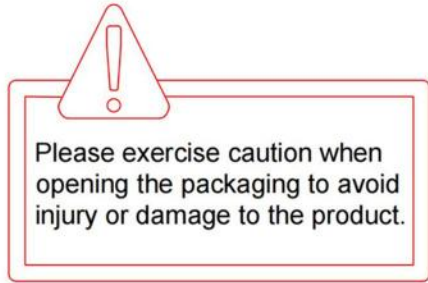 Please exercise caution when
opening the packaging to avoid
injury or damage to the product.